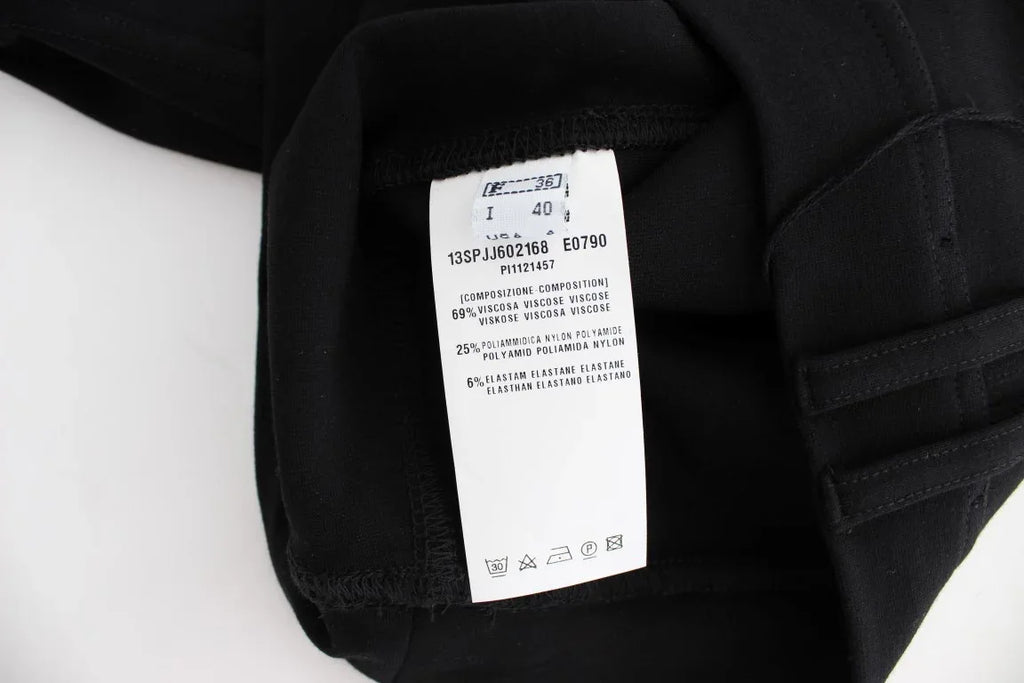 F 36
I 40
USA
13SPJJ602168 E0790
PI1121457
[COMPOSIZIONE-COMPOSITION]
69% VISCOSA VISCOSE VISCOSE
VISKOSE VISCOSA VISCOSE
25% POLIAMMIDICA NYLON POLYAMIDE
POLYAMID POLIAMIDA NYLON
6% ELASTAM ELASTANE ELASTANE
ELASTHAN ELASTANO ELASTANO
30 P